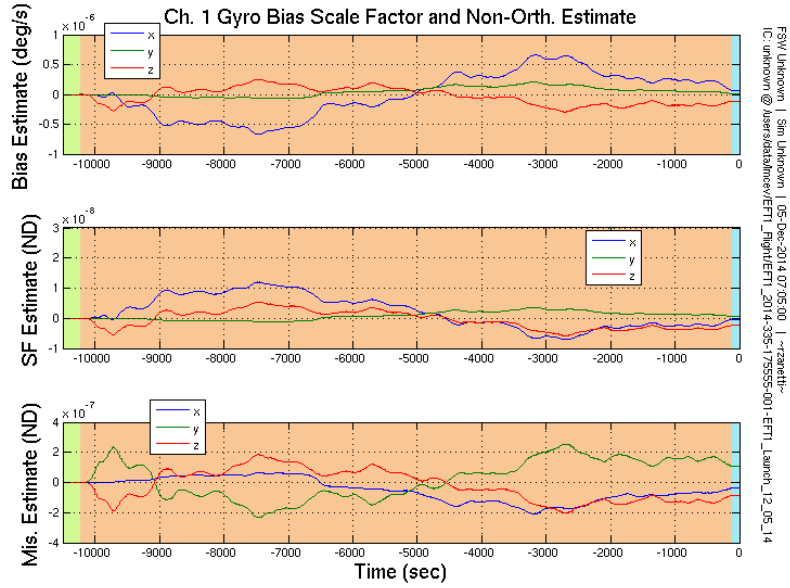 Ch. 1 Gyro Bias Scale Factor and Non-Orth. Estimate
x 10^-6
Bias Estimate (deg/s)
1
0.5
0
-0.5
-1
x
y
z
-10000 -9000 -8000 -7000 -6000 -5000 -4000 -3000 -2000 -1000 0
x 10^-8
SF Estimate (ND)
3
2
1
0
-1
x
y
z
-10000 -9000 -8000 -7000 -6000 -5000 -4000 -3000 -2000 -1000 0
x 10^-7
Mis. Estimate (ND)
4
2
0
-2
-4
x
y
z
-10000 -9000 -8000 -7000 -6000 -5000 -4000 -3000 -2000 -1000 0
Time (sec)
FSW Unknown | Sim Unknown | 05-Dec-2014 07:05:00 | ~rzanetti~
IC: unknown @ /users/data/fmcev/EFT1_Flight/EFT1_2014-335-175555-001-EFT1_Launch_12_05_14